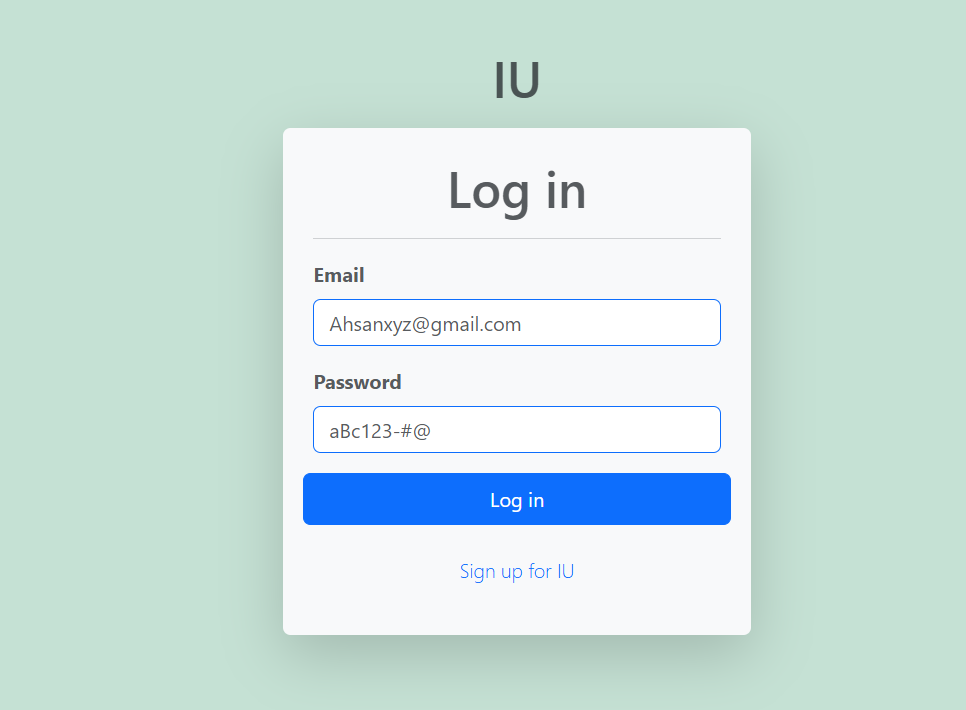 IU
Log in
Email
Ahsanxyz@gmail.com
Password
aBc123-#@
Log in
Sign up for IU